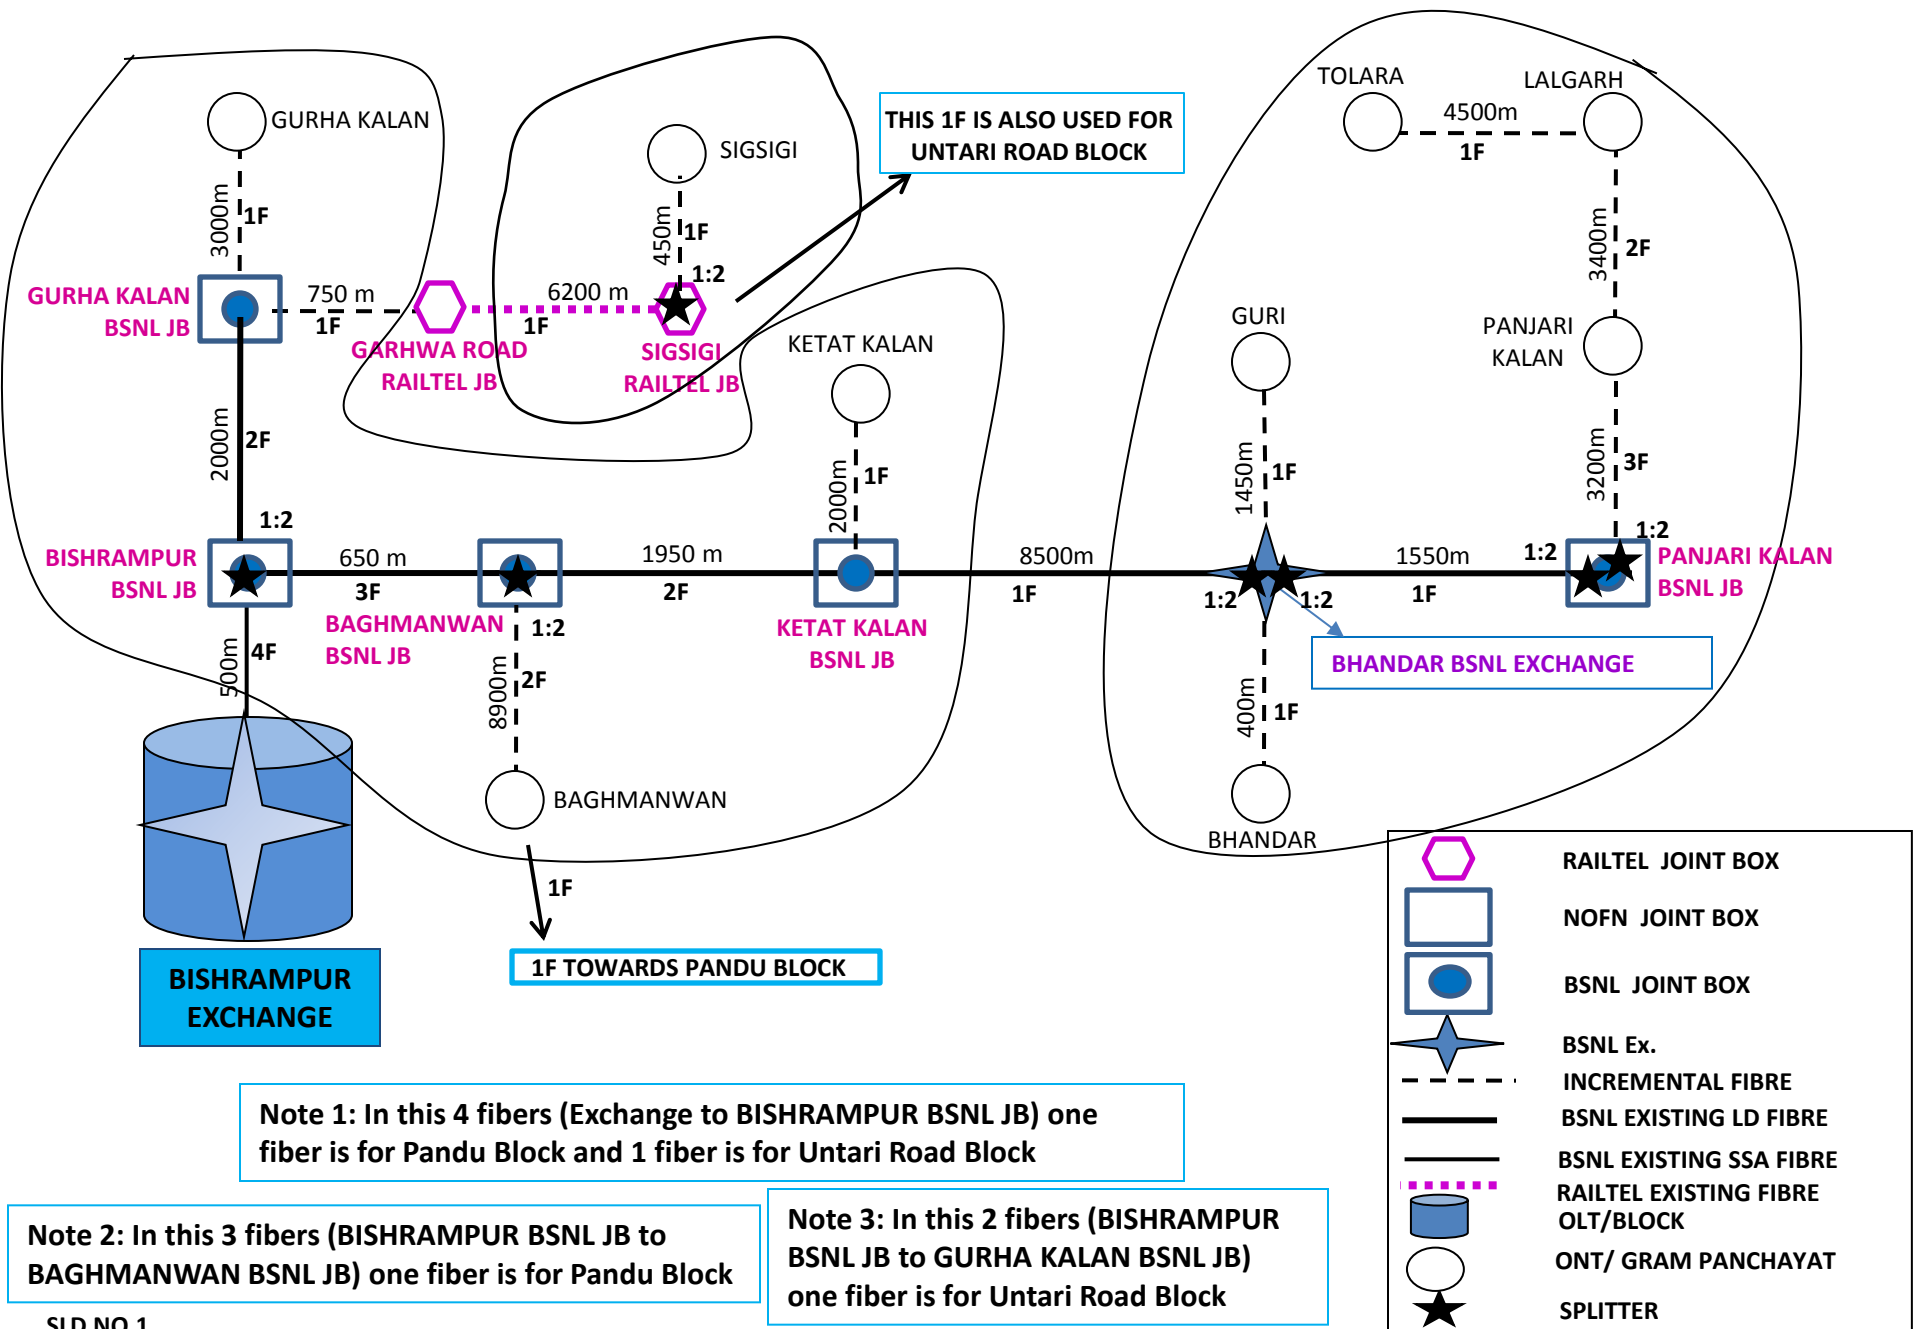 TOLARA
LALGARH
4500m
1F
GURHA KALAN
SIGSIGI
THIS 1F IS ALSO USED FOR
UNTARI ROAD BLOCK
3000m
1F
450m
1F
1:2
3400m
2F
GURHA KALAN
BSNL JB
750 m
1F
6200 m
1F
GARHWA ROAD
RAILTEL JB
SIGSIGI
RAILTEL JB
KETAT KALAN
GURI
PANJARI
KALAN
2000m
2F
2000m
1F
1450m
1F
3200m
3F
1:2
BISHRAMPUR
BSNL JB
650 m
3F
1950 m
2F
8500m
1F
1550m
1F
1:2
1:2
PANJARI KALAN
BSNL JB
BAGHMANWAN
BSNL JB
1:2
KETAT KALAN
BSNL JB
1:2
1:2
BHANDAR BSNL EXCHANGE
500m
4F
8900m
2F
400m
1F
BAGHMANWAN
BHANDAR
1F
1F TOWARDS PANDU BLOCK
BISHRAMPUR
EXCHANGE
RAILTEL JOINT BOX
NOFN JOINT BOX
BSNL JOINT BOX
BSNL Ex.
INCREMENTAL FIBRE
BSNL EXISTING LD FIBRE
BSNL EXISTING SSA FIBRE
RAILTEL EXISTING FIBRE
OLT/BLOCK
ONT/ GRAM PANCHAYAT
SPLITTER
Note 1: In this 4 fibers (Exchange to BISHRAMPUR BSNL JB) one
fiber is for Pandu Block and 1 fiber is for Untari Road Block
Note 2: In this 3 fibers (BISHRAMPUR BSNL JB to
BAGHMANWAN BSNL JB) one fiber is for Pandu Block
Note 3: In this 2 fibers (BISHRAMPUR
BSNL JB to GURHA KALAN BSNL JB)
one fiber is for Untari Road Block
SLD NO 1